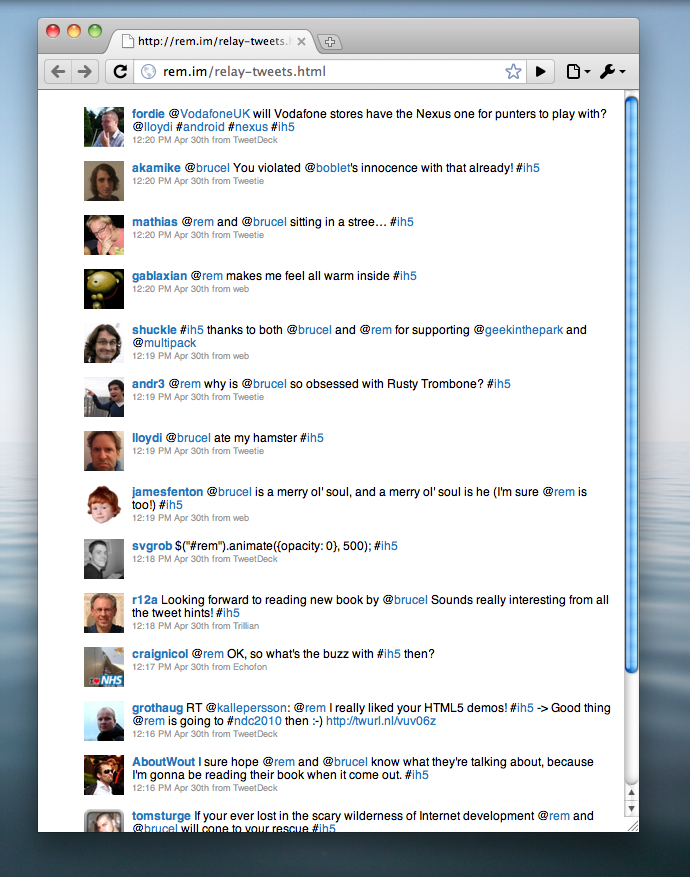 http://rem.im/relay-tweets.h
rem.im/relay-tweets.html
fordie @VodafoneUK will Vodafone stores have the Nexus one for punters to play with?
@lloydi #android #nexus #ih5
12:20 PM Apr 30th from TweetDeck
akamike @brucel You violated @boblet's innocence with that already! #ih5
12:20 PM Apr 30th from Tweetie
mathias @rem and @brucel sitting in a stree… #ih5
12:20 PM Apr 30th from Tweetie
gablaxian @rem makes me feel all warm inside #ih5
12:20 PM Apr 30th from web
shuckle #ih5 thanks to both @brucel and @rem for supporting @geekinthepark and
@multipack
12:19 PM Apr 30th from web
andr3 @rem why is @brucel so obsessed with Rusty Trombone? #ih5
12:19 PM Apr 30th from Tweetie
lloydi @brucel ate my hamster #ih5
12:19 PM Apr 30th from Tweetie
jamesfenton @brucel is a merry ol' soul, and a merry ol' soul is he (I'm sure @rem is
too!) #ih5
12:19 PM Apr 30th from web
svgrob $("#rem").animate({opacity: 0}, 500); #ih5
12:18 PM Apr 30th from TweetDeck
r12a Looking forward to reading new book by @brucel Sounds really interesting from all
the tweet hints! #ih5
12:18 PM Apr 30th from Trillian
craignicol @rem OK, so what's the buzz with #ih5 then?
12:17 PM Apr 30th from Echofon
I NHS
grothaug RT @kallepersson: @rem I really liked your HTML5 demos! #ih5 -> Good thing
@rem is going to #ndc2010 then :-) http://twurl.nl/vuv06z
12:16 PM Apr 30th from TweetDeck
AboutWout I sure hope @rem and @brucel know what they're talking about, because
I'm gonna be reading their book when it come out. #ih5
12:16 PM Apr 30th from TweetDeck
tomsturge If your ever lost in the scary wilderness of Internet development @rem and
@brucel will cone to your rescue #ih5